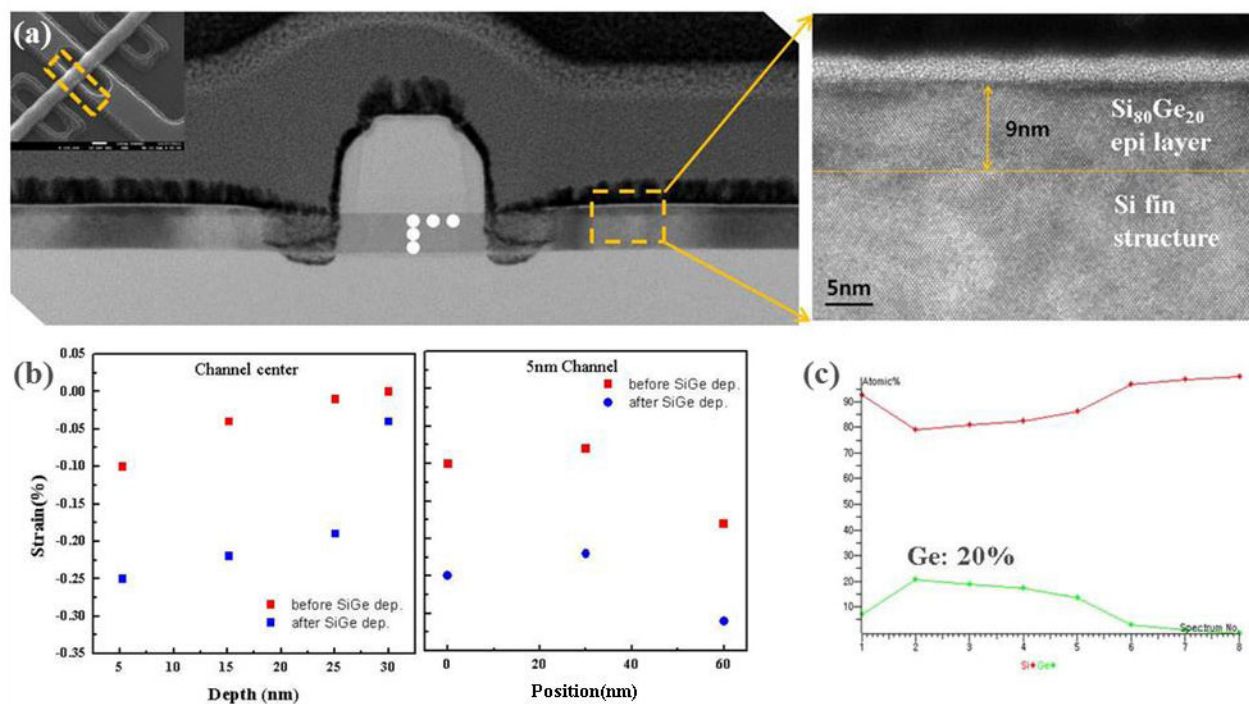 (a)
Si80Ge20
epi layer
9nm
Si fin
structure
5nm
(b)
Channel center
0.05
0.00
-0.05
-0.10
-0.15
-0.20
-0.25
-0.30
-0.35
Strain(%)
before SiGe dep.
after SiGe dep.
5 10 15 20 25 30
Depth (nm)
5nm Channel
before SiGe dep.
after SiGe dep.
0 20 40 60
Position(nm)
(c)
Atomic%
90
80
70
60
50
40
30
20
10
Ge: 20%
Spectrum No.
1 2 3 4 5 6 7 8
Si Ge